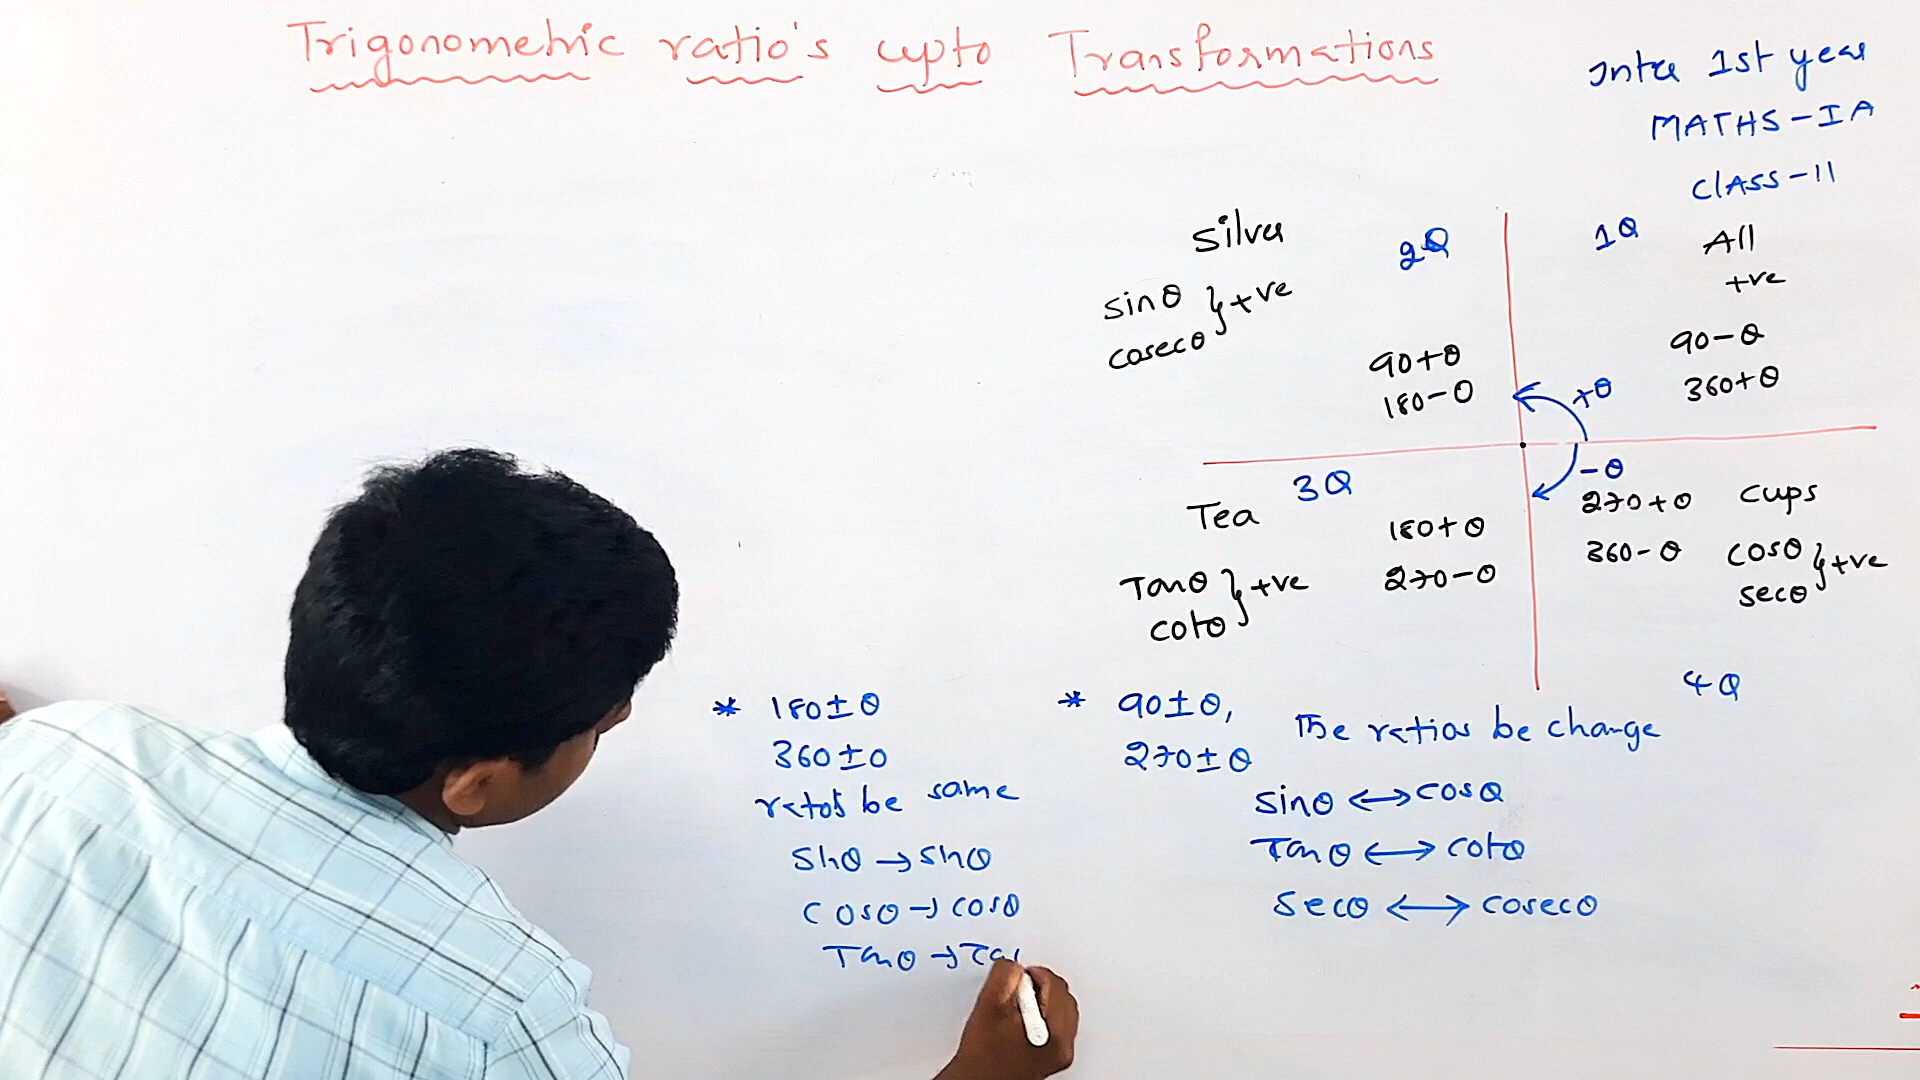 Trigonometric ratio's upto Transformations
Inter 1st year
MATHS-IA
ClASS-11
Silver
2Q
sinθ } +ve
cosecθ
90+θ
180-θ
1Q
All
+ve
90-θ
360+θ
+θ
-θ
3Q
Tea
180+θ
270-θ
Tanθ } +ve
cotθ
270+θ
360-θ
cups
cosθ } +ve
secθ
4Q
* 180±θ
360±θ
ratos be same
Sinθ → Sinθ
cosθ → cosθ
Tanθ → Tan
* 90±θ,
270±θ
The ratios be change
Sinθ ↔ cosθ
Tanθ ↔ cotθ
Secθ ↔ cosecθ